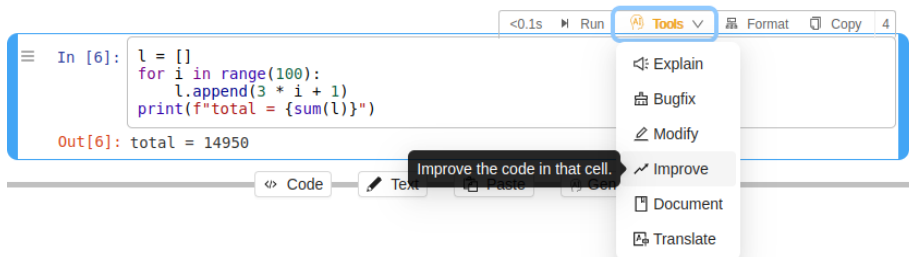 <0.1s Run Tools Format Copy 4
In [6]: l = []
for i in range(100):
    l.append(3 * i + 1)
print(f"total = {sum(l)}")
Out[6]: total = 14950
Explain
Bugfix
Modify
Improve the code in that cell. Improve
Code Text Paste Gen
Document
Translate